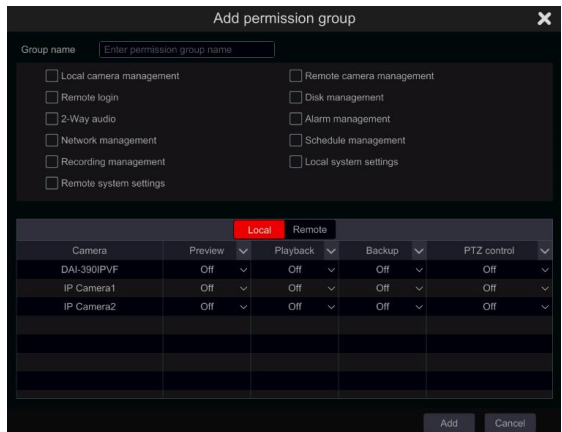 Add permission group
Group name Enter permission group name
Local camera management Remote camera management
Remote login Disk management
2-Way audio Alarm management
Network management Schedule management
Recording management Local system settings
Remote system settings
Local Remote
Camera Preview Playback Backup PTZ control
DAI-390IPVF Off Off Off Off
IP Camera1 Off Off Off Off
IP Camera2 Off Off Off Off
Add Cancel